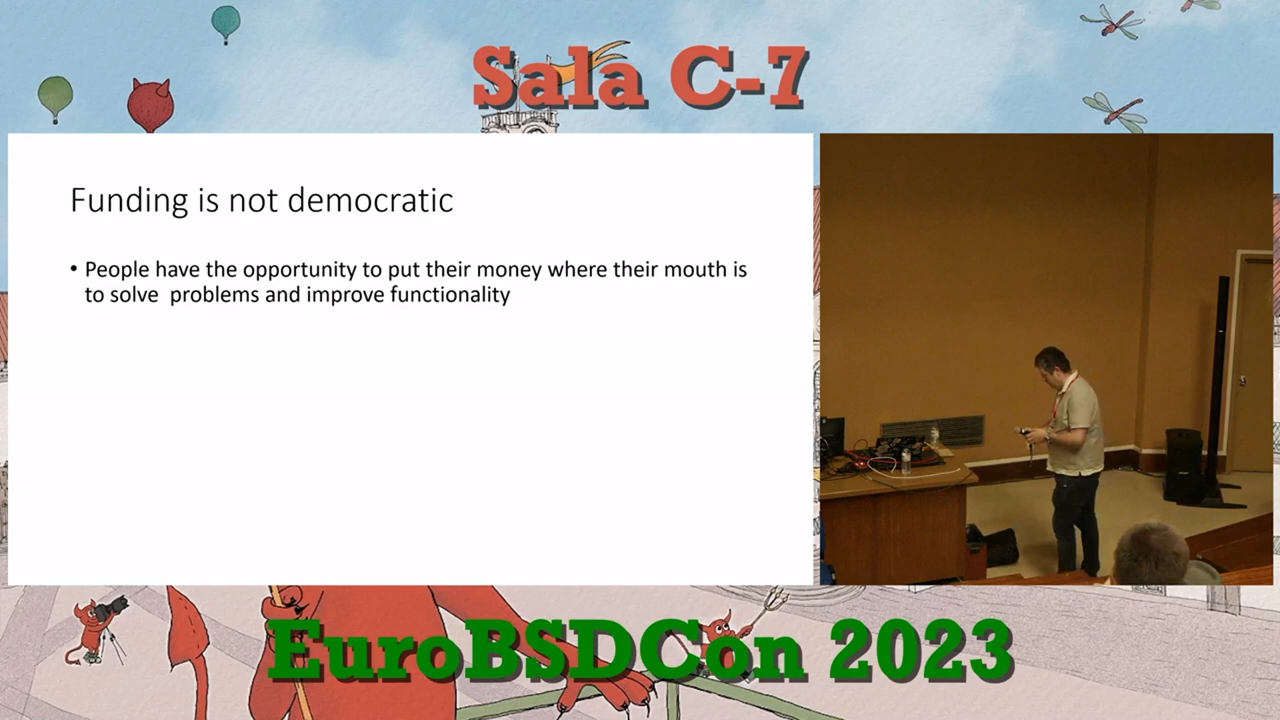 Sala C-7
Funding is not democratic
• People have the opportunity to put their money where their mouth is
to solve  problems and improve functionality
EuroBSDCon 2023